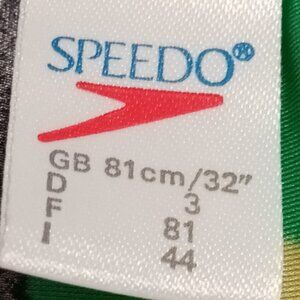 SPEEDO®
GB 81cm/32"
D 3
F 81
I 44